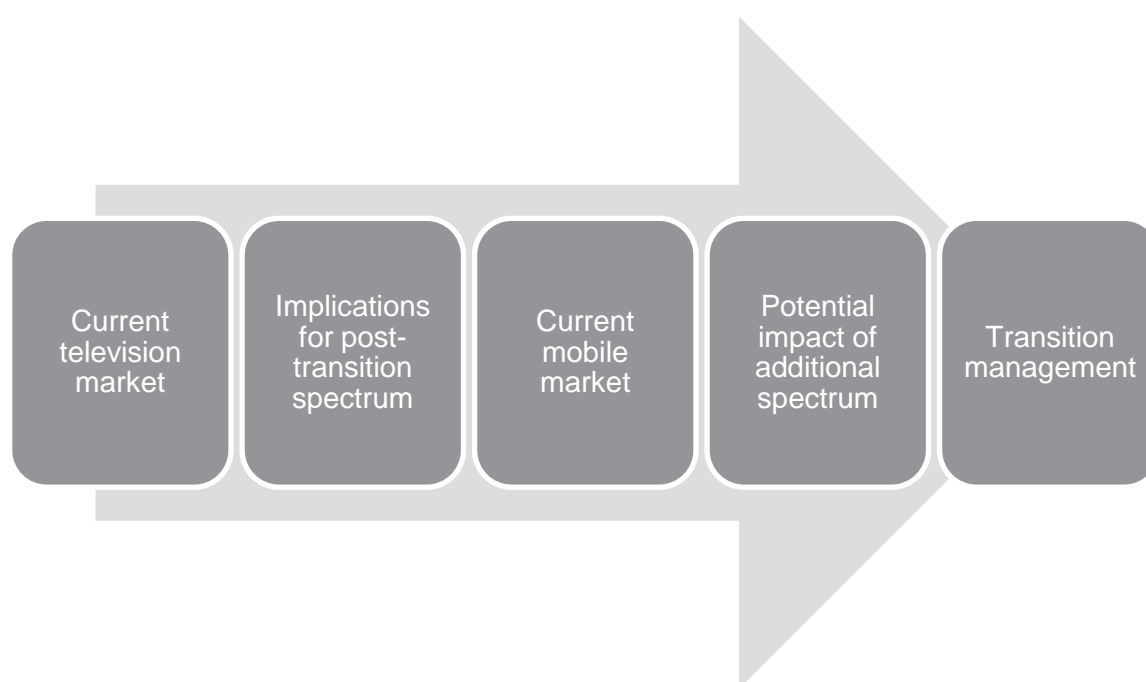 Current
television
market
Implications
for post-
transition
spectrum
Current
mobile
market
Potential
impact of
additional
spectrum
Transition
management